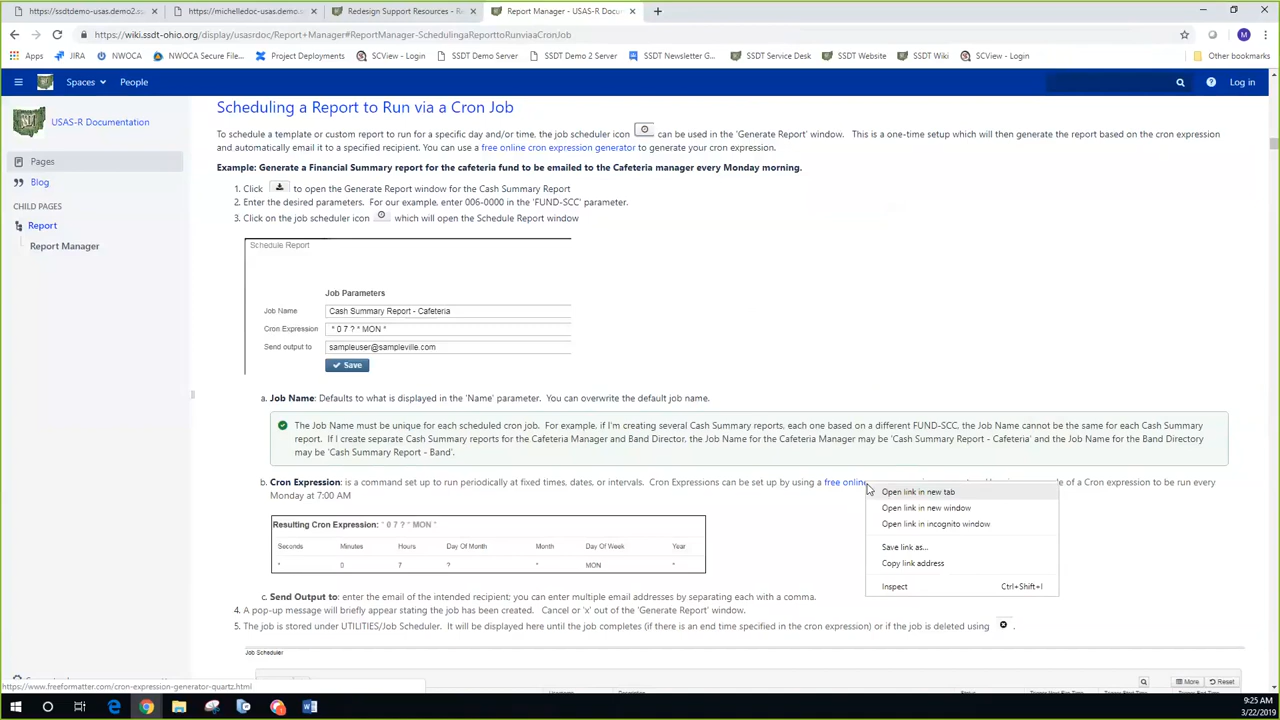 https://ssdtdemo-usas.demo2.ss
https://michelledoc-usas.demo.
Redesign Support Resources - Re
Report Manager - USAS-R Docum
https://wiki.ssdt-ohio.org/display/usasrdoc/Report+Manager#ReportManager-SchedulingaReporttoRunviaaCronJob
Apps JIRA NWOCA NWOCA Secure File... Project Deployments SCView - Login SSDT Demo Server SSDT Demo 2 Server SSDT Newsletter G... SSDT Service Desk SSDT Website SSDT Wiki SCView - Login Other bookmarks
Spaces People Log in
USAS-R Documentation
Pages
Blog
CHILD PAGES
Report
Report Manager
Scheduling a Report to Run via a Cron Job
To schedule a template or custom report to run for a specific day and/or time, the job scheduler icon can be used in the 'Generate Report' window. This is a one-time setup which will then generate the report based on the cron expression
and automatically email it to a specified recipient. You can use a free online cron expression generator to generate your cron expression.
Example: Generate a Financial Summary report for the cafeteria fund to be emailed to the Cafeteria manager every Monday morning.
1. Click to open the Generate Report window for the Cash Summary Report
2. Enter the desired parameters. For our example, enter 006-0000 in the 'FUND-SCC' parameter.
3. Click on the job scheduler icon which will open the Schedule Report window
Schedule Report
Job Parameters
Job Name Cash Summary Report - Cafeteria
Cron Expression * 0 7 ? * MON *
Send output to sampleuser@sampleville.com
Save
a. Job Name: Defaults to what is displayed in the 'Name' parameter. You can overwrite the default job name.
The Job Name must be unique for each scheduled cron job. For example, if I'm creating several Cash Summary reports, each one based on a different FUND-SCC, the Job Name cannot be the same for each Cash Summary
report. If I create separate Cash Summary reports for the Cafeteria Manager and Band Director, the Job Name for the Cafeteria Manager may be 'Cash Summary Report - Cafeteria' and the Job Name for the Band Directory
may be 'Cash Summary Report - Band'.
b. Cron Expression: is a command set up to run periodically at fixed times, dates, or intervals. Cron Expressions can be set up by using a free online of a Cron expression to be run every
Monday at 7:00 AM
Open link in new tab
Open link in new window
Open link in incognito window
Save link as...
Copy link address
Inspect Ctrl+Shift+I
Resulting Cron Expression: * 0 7 ? * MON *
Seconds Minutes Hours Day Of Month Month Day Of Week Year
* 0 7 ? * MON *
c. Send Output to: enter the email of the intended recipient; you can enter multiple email addresses by separating each with a comma.
4. A pop-up message will briefly appear stating the job has been created. Cancel or 'x' out of the 'Generate Report' window.
5. The job is stored under UTILITIES/Job Scheduler. It will be displayed here until the job completes (if there is an end time specified in the cron expression) or if the job is deleted using .
Job Scheduler
More Reset
https://www.freeformatter.com/cron-expression-generator-quartz.html
9:25 AM
3/22/2019